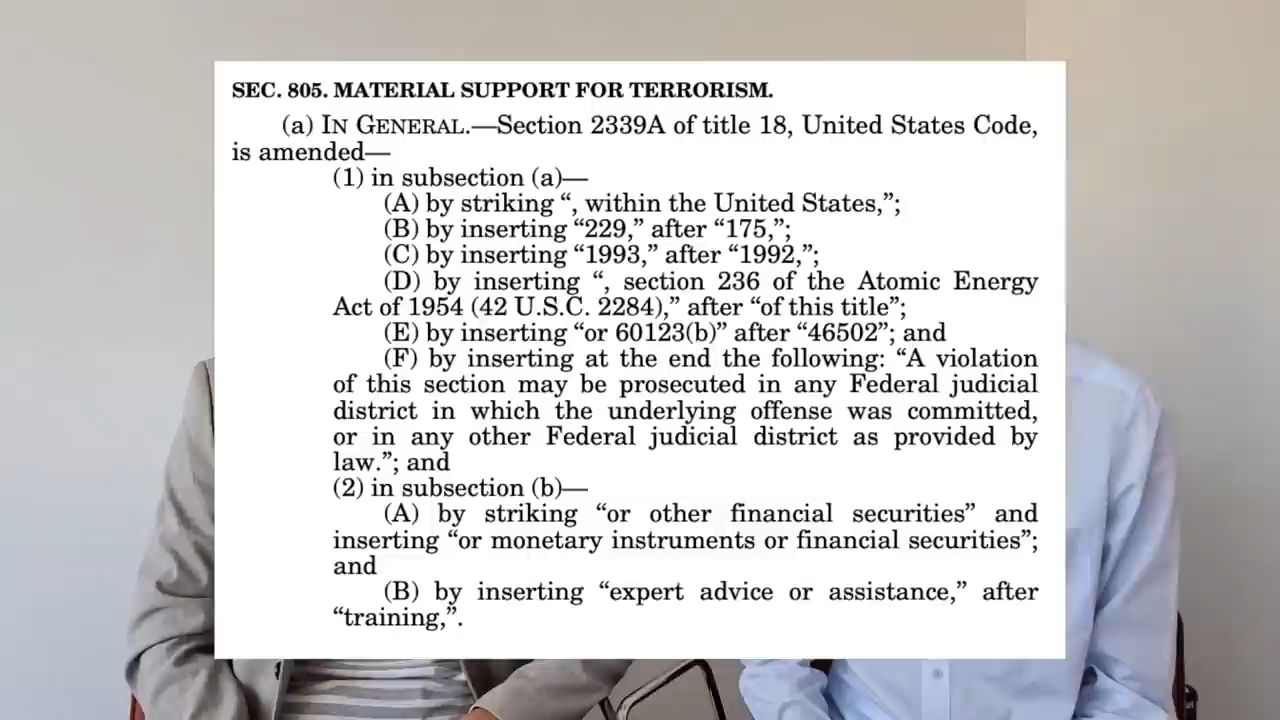 SEC. 805. MATERIAL SUPPORT FOR TERRORISM.
(a) IN GENERAL.—Section 2339A of title 18, United States Code,
is amended—
(1) in subsection (a)—
(A) by striking “, within the United States,”;
(B) by inserting “229,” after “175,”;
(C) by inserting “1993,” after “1992,”;
(D) by inserting “, section 236 of the Atomic Energy
Act of 1954 (42 U.S.C. 2284),” after “of this title”;
(E) by inserting “or 60123(b)” after “46502”; and
(F) by inserting at the end the following: “A violation
of this section may be prosecuted in any Federal judicial
district in which the underlying offense was committed,
or in any other Federal judicial district as provided by
law.”; and
(2) in subsection (b)—
(A) by striking “or other financial securities” and
inserting “or monetary instruments or financial securities”;
and
(B) by inserting “expert advice or assistance,” after
“training,”.